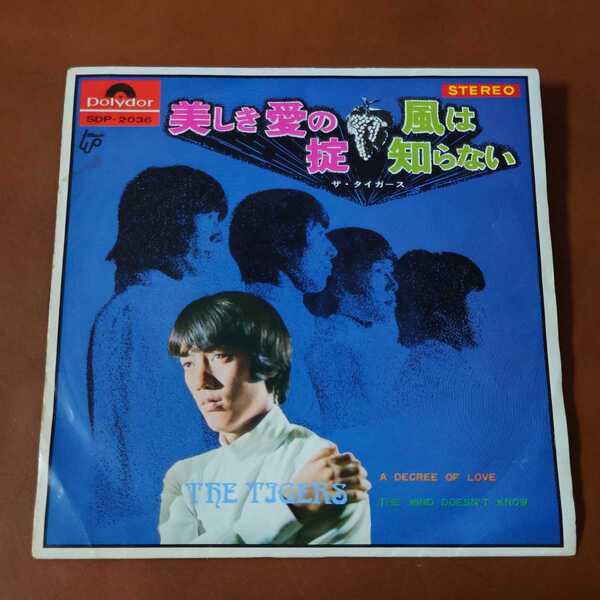 polydor
SDP-2036
STEREO
美しき愛の掟
風は知らない
ザ・タイガース
THE TIGERS
A DECREE OF LOVE
THE WIND DOESN'T KNOW